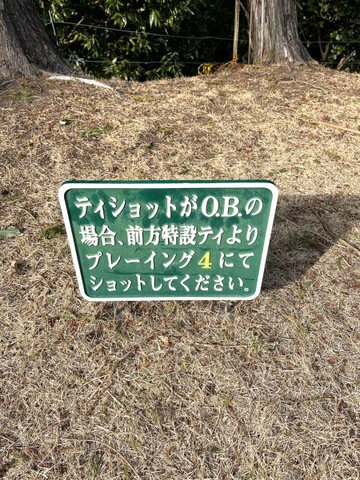 ティショットがO.B.の
場合、前方特設ティより
プレーイング4にて
ショットしてください。